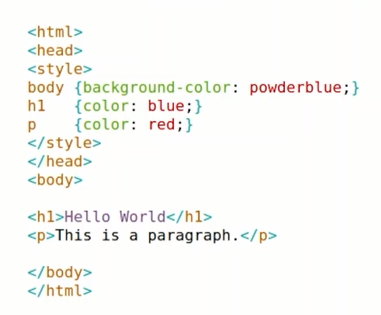 <html>
<head>
<style>
body {background-color: powderblue;}
h1   {color: blue;}
p    {color: red;}
</style>
</head>
<body>

<h1>Hello World</h1>
<p>This is a paragraph.</p>

</body>
</html>